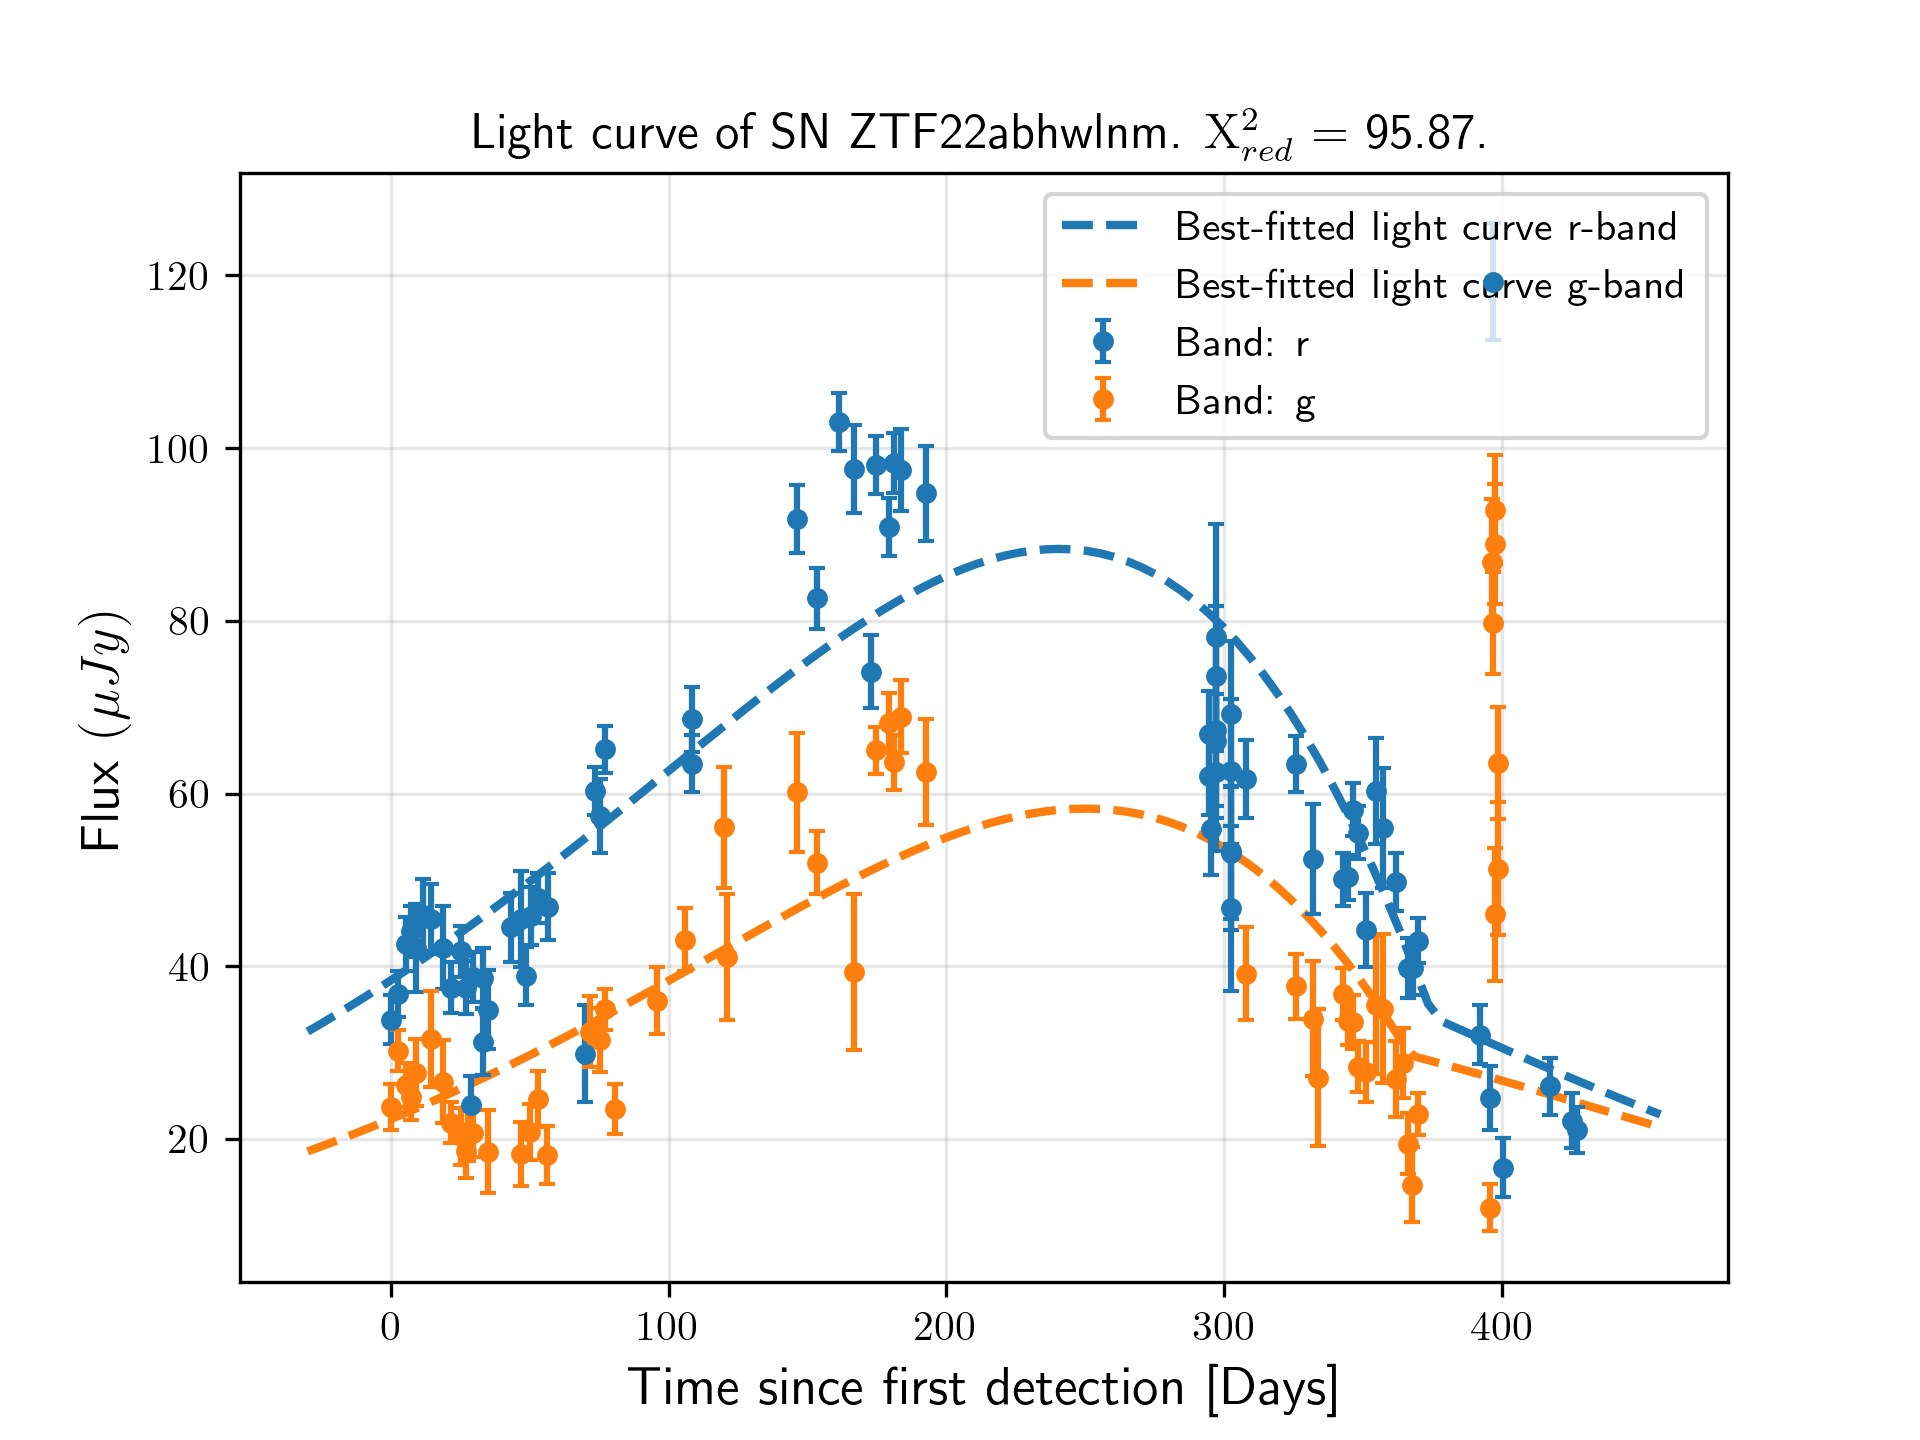 Light curve of SN ZTF22abhwlnm. X²_red = 95.87.
Best-fitted light curve r-band
Best-fitted light curve g-band
Band: r
Band: g
120
100
80
60
40
20
Flux (μJy)
0 100 200 300 400
Time since first detection [Days]